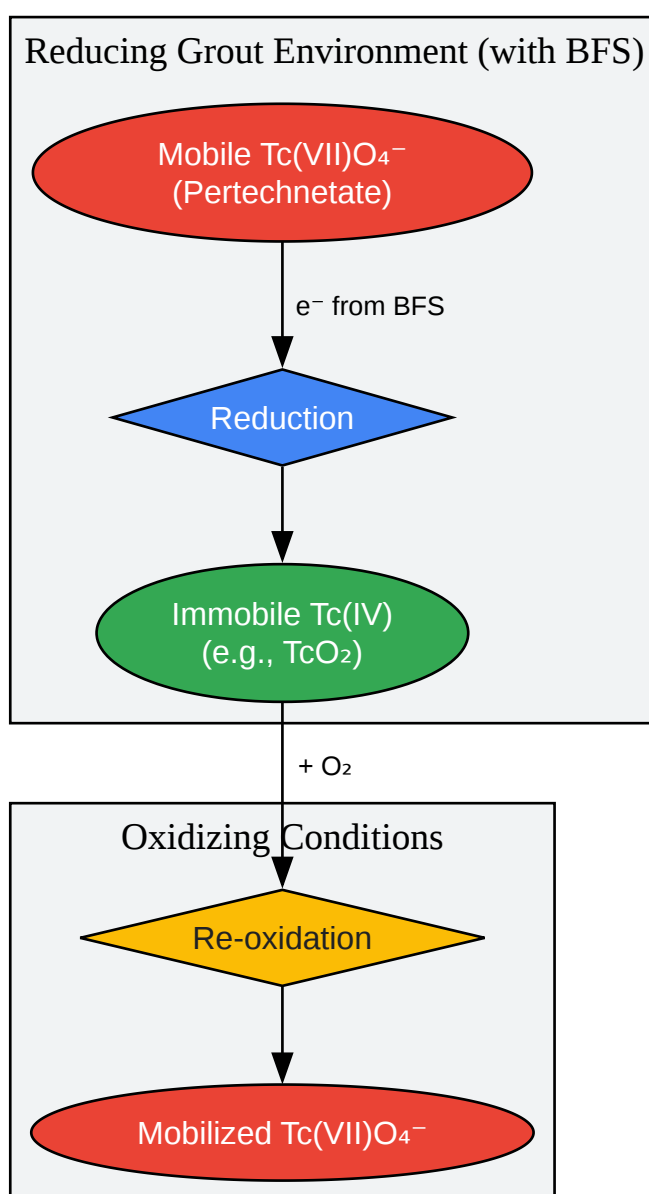 Reducing Grout Environment (with BFS)
Mobile Tc(VII)O₄⁻
(Pertechnetate)
e⁻ from BFS
Reduction
Immobile Tc(IV)
(e.g., TcO₂)
+ O₂
Oxidizing Conditions
Re-oxidation
Mobilized Tc(VII)O₄⁻